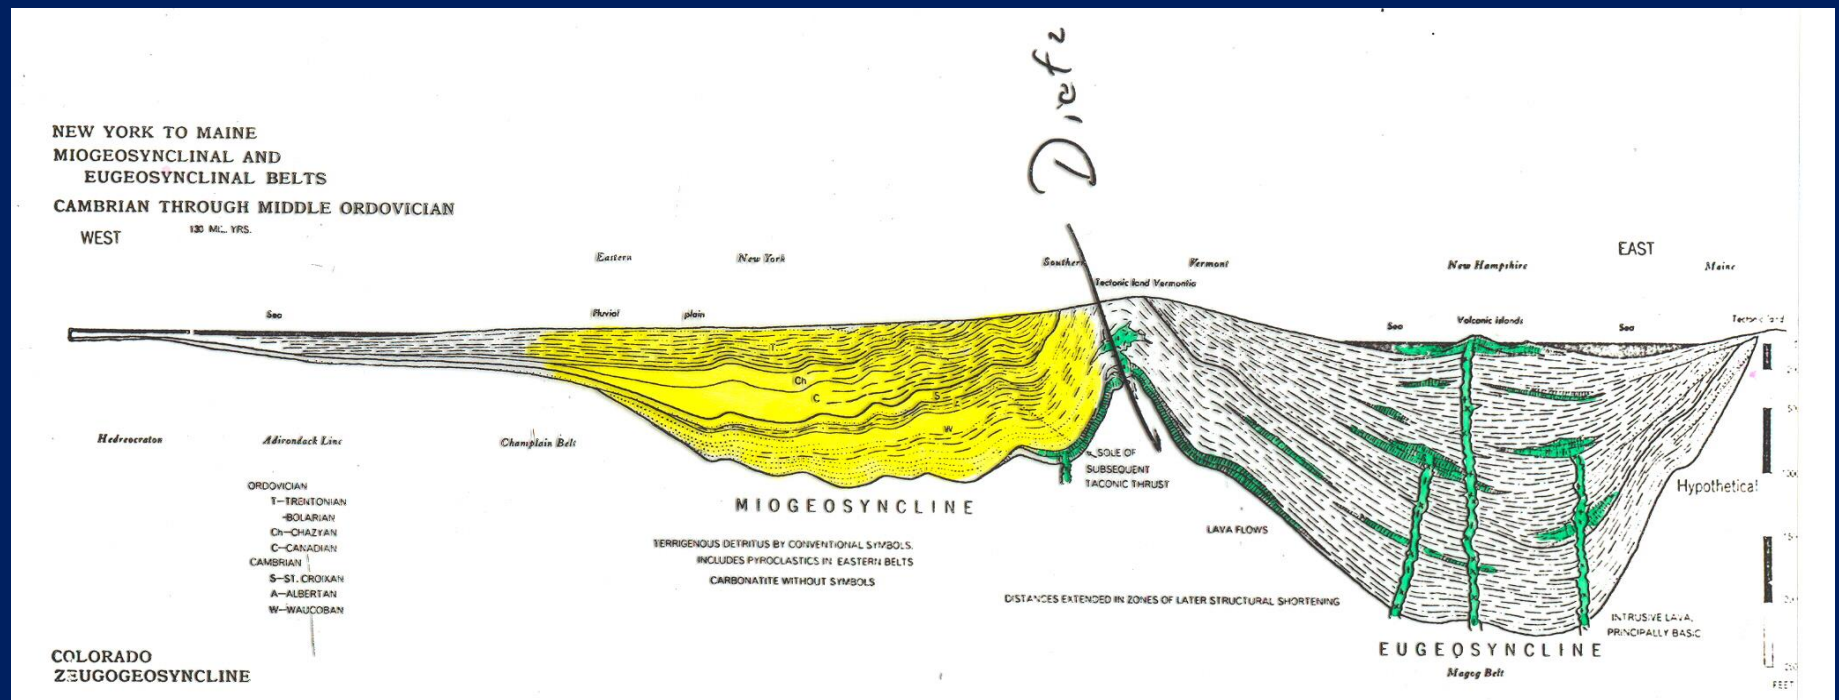 NEW YORK TO MAINE
MIOGEOSYNCLINAL AND
EUGEOSYNCLINAL BELTS
CAMBRIAN THROUGH MIDDLE ORDOVICIAN
WEST
130 MIL. YRS.
EAST
Eastern
New York
Southern
Vermont
New Hampshire
Maine
Tectonic land Vermontia
Sea
Fluvial
plain
Sea
Volcanic islands
Sea
Tectonic land
T
Ch
C
S
W
Hedreocraton
Adirondack Line
Champlain Belt
SOLE OF
SUBSEQUENT
TACONIC THRUST
Hypothetical
ORDOVICIAN
T—TRENTONIAN
-BOLARIAN
Ch—CHAZYAN
C—CANADIAN
CAMBRIAN
S—ST. CROIXAN
A—ALBERTAN
W—WAUCOBAN
MIOGEOSYNCLINE
TERRIGENOUS DETRITUS BY CONVENTIONAL SYMBOLS,
INCLUDES PYROCLASTICS IN EASTERN BELTS
CARBONATITE WITHOUT SYMBOLS
LAVA FLOWS
DISTANCES EXTENDED IN ZONES OF LATER STRUCTURAL SHORTENING
INTRUSIVE LAVA,
PRINCIPALLY BASIC
EUGEOSYNCLINE
Magog Belt
FEET
COLORADO
ZEUGOGEOSYNCLINE